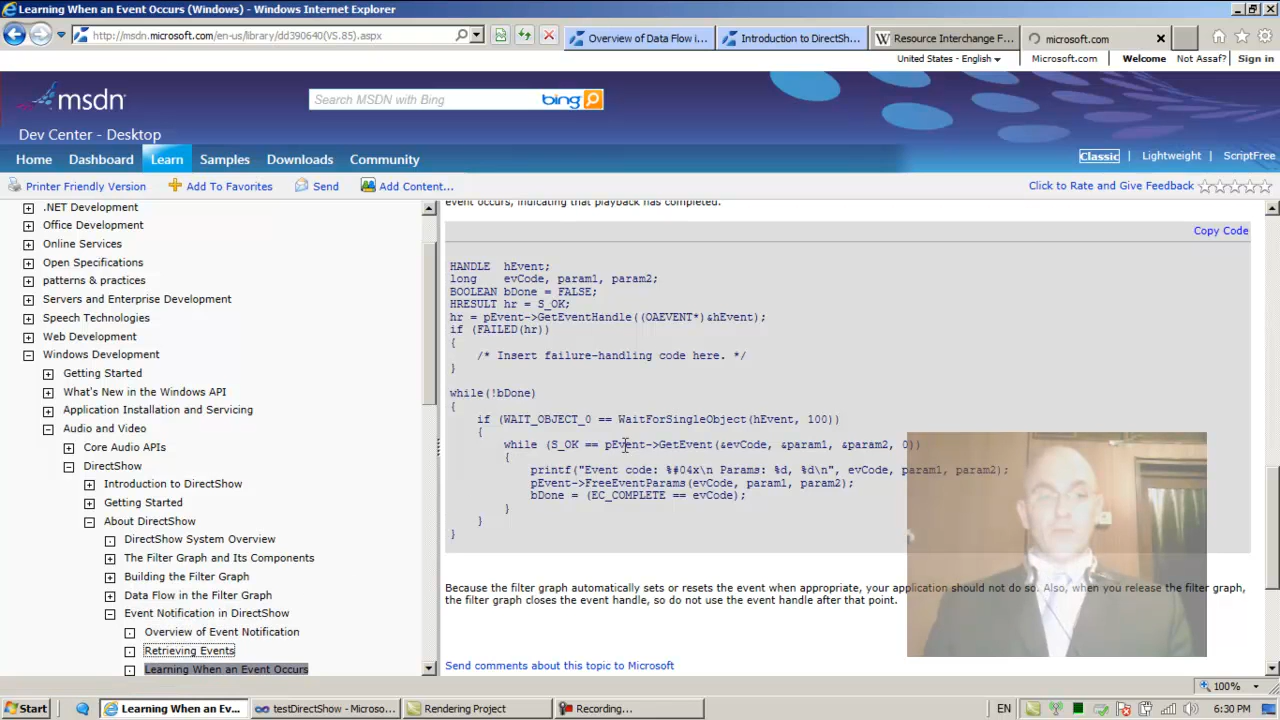 Learning When an Event Occurs (Windows) - Windows Internet Explorer
http://msdn.microsoft.com/en-us/library/dd390640(VS.85).aspx
Overview of Data Flow i...
Introduction to DirectSho...
Resource Interchange F...
microsoft.com
United States - English
Microsoft.com
Welcome
Not Assaf?
Sign in
msdn
Search MSDN with Bing
bing
Dev Center - Desktop
Home
Dashboard
Learn
Samples
Downloads
Community
Classic | Lightweight | ScriptFree
Printer Friendly Version
Add To Favorites
Send
Add Content...
Click to Rate and Give Feedback
.NET Development
Office Development
Online Services
Open Specifications
patterns & practices
Servers and Enterprise Development
Speech Technologies
Web Development
Windows Development
Getting Started
What's New in the Windows API
Application Installation and Servicing
Audio and Video
Core Audio APIs
DirectShow
Introduction to DirectShow
Getting Started
About DirectShow
DirectShow System Overview
The Filter Graph and Its Components
Building the Filter Graph
Data Flow in the Filter Graph
Event Notification in DirectShow
Overview of Event Notification
Retrieving Events
Learning When an Event Occurs
event occurs, indicating that playback has completed.
Copy Code
HANDLE hEvent;
long evCode, param1, param2;
BOOLEAN bDone = FALSE;
HRESULT hr = S_OK;
hr = pEvent->GetEventHandle((OAEVENT*)&hEvent);
if (FAILED(hr))
{
/* Insert failure-handling code here. */
}
while(!bDone)
{
if (WAIT_OBJECT_0 == WaitForSingleObject(hEvent, 100))
{
while (S_OK == pEvent->GetEvent(&evCode, &param1, &param2, 0))
{
printf("Event code: %#04x\n Params: %d, %d\n", evCode, param1, param2);
pEvent->FreeEventParams(evCode, param1, param2);
bDone = (EC_COMPLETE == evCode);
}
}
}
Because the filter graph automatically sets or resets the event when appropriate, your application should not do so. Also, when you release the filter graph,
the filter graph closes the event handle, so do not use the event handle after that point.
Send comments about this topic to Microsoft
100%
Start
Learning When an Ev...
testDirectShow - Microso...
Rendering Project
Recording...
EN
6:30 PM